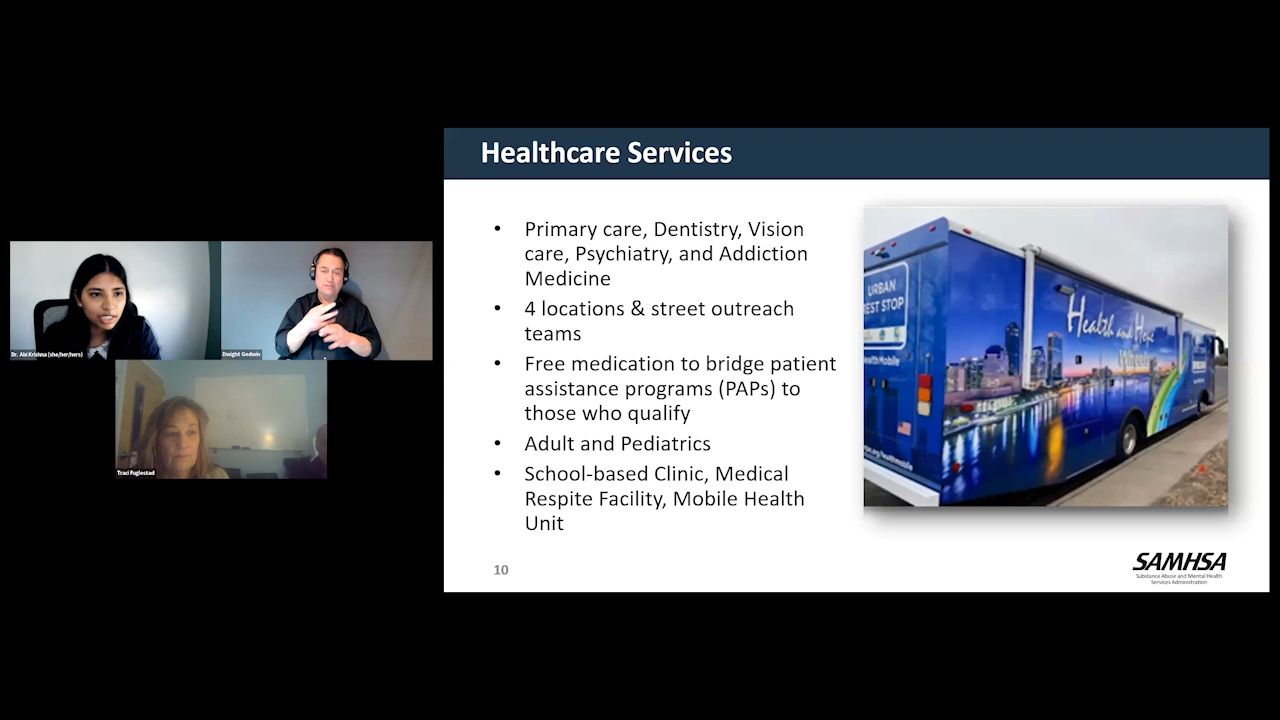 Healthcare Services
• Primary care, Dentistry, Vision
care, Psychiatry, and Addiction
Medicine
• 4 locations & street outreach
teams
• Free medication to bridge patient
assistance programs (PAPs) to
those who qualify
• Adult and Pediatrics
• School-based Clinic, Medical
Respite Facility, Mobile Health
Unit
10
SAMHSA
Substance Abuse and Mental Health
Services Administration
URBAN
EST STOP
Health and Hope
Wheels
Dr. Abi Krishna (she/her/hers)
Dwight Godwin
Traci Fuglestad